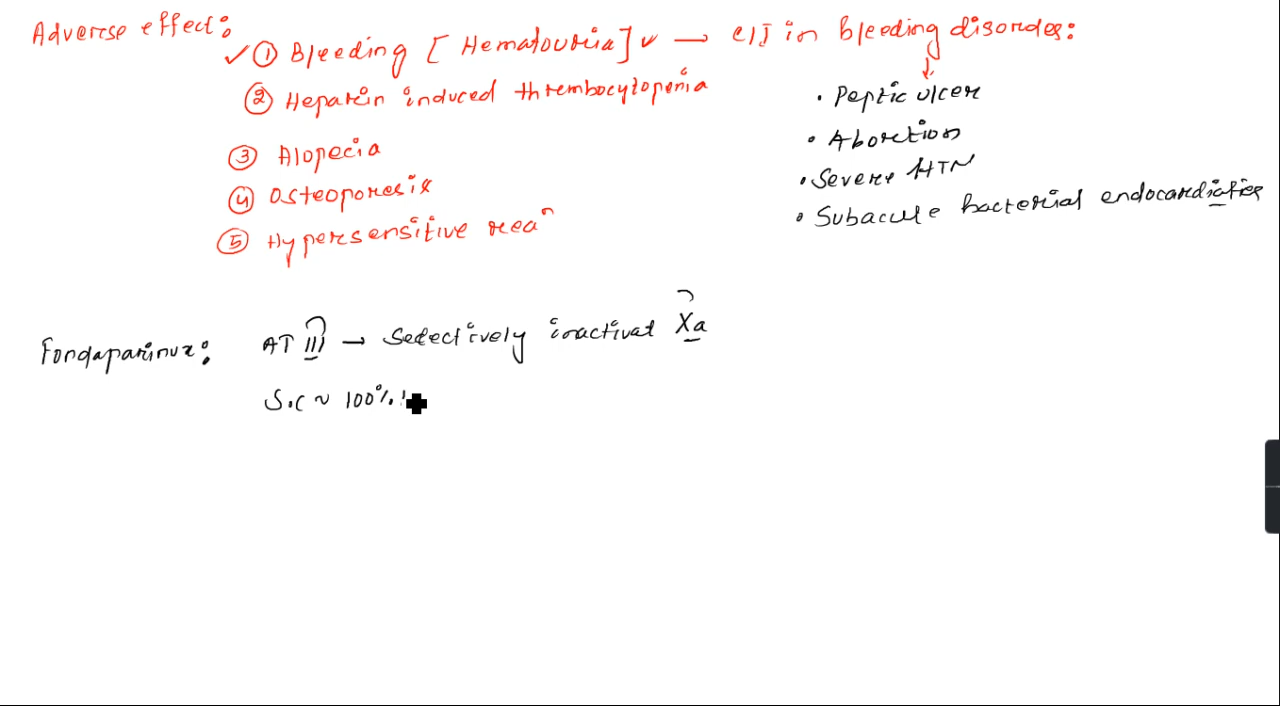 Adverse effect:
✓ ① Bleeding [Hematouria] ✓ → C/I in bleeding disorder:
② Heparin induced thrombocytopenia
③ Alopecia
④ Osteoporosis
⑤ Hypersensitive reaⁿ
• Peptic ulcer
• Abortion
• Severe HTN
• Subacute bacterial endocardities
Fondaparinux: AT III → Selectively inactivat Xa
S.C ~ 100%